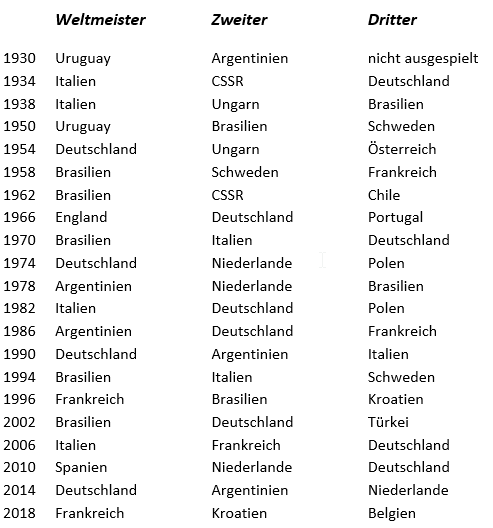 Weltmeister Zweiter Dritter
1930 Uruguay Argentinien nicht ausgespielt
1934 Italien CSSR Deutschland
1938 Italien Ungarn Brasilien
1950 Uruguay Brasilien Schweden
1954 Deutschland Ungarn Österreich
1958 Brasilien Schweden Frankreich
1962 Brasilien CSSR Chile
1966 England Deutschland Portugal
1970 Brasilien Italien Deutschland
1974 Deutschland Niederlande Polen
1978 Argentinien Niederlande Brasilien
1982 Italien Deutschland Polen
1986 Argentinien Deutschland Frankreich
1990 Deutschland Argentinien Italien
1994 Brasilien Italien Schweden
1996 Frankreich Brasilien Kroatien
2002 Brasilien Deutschland Türkei
2006 Italien Frankreich Deutschland
2010 Spanien Niederlande Deutschland
2014 Deutschland Argentinien Niederlande
2018 Frankreich Kroatien Belgien